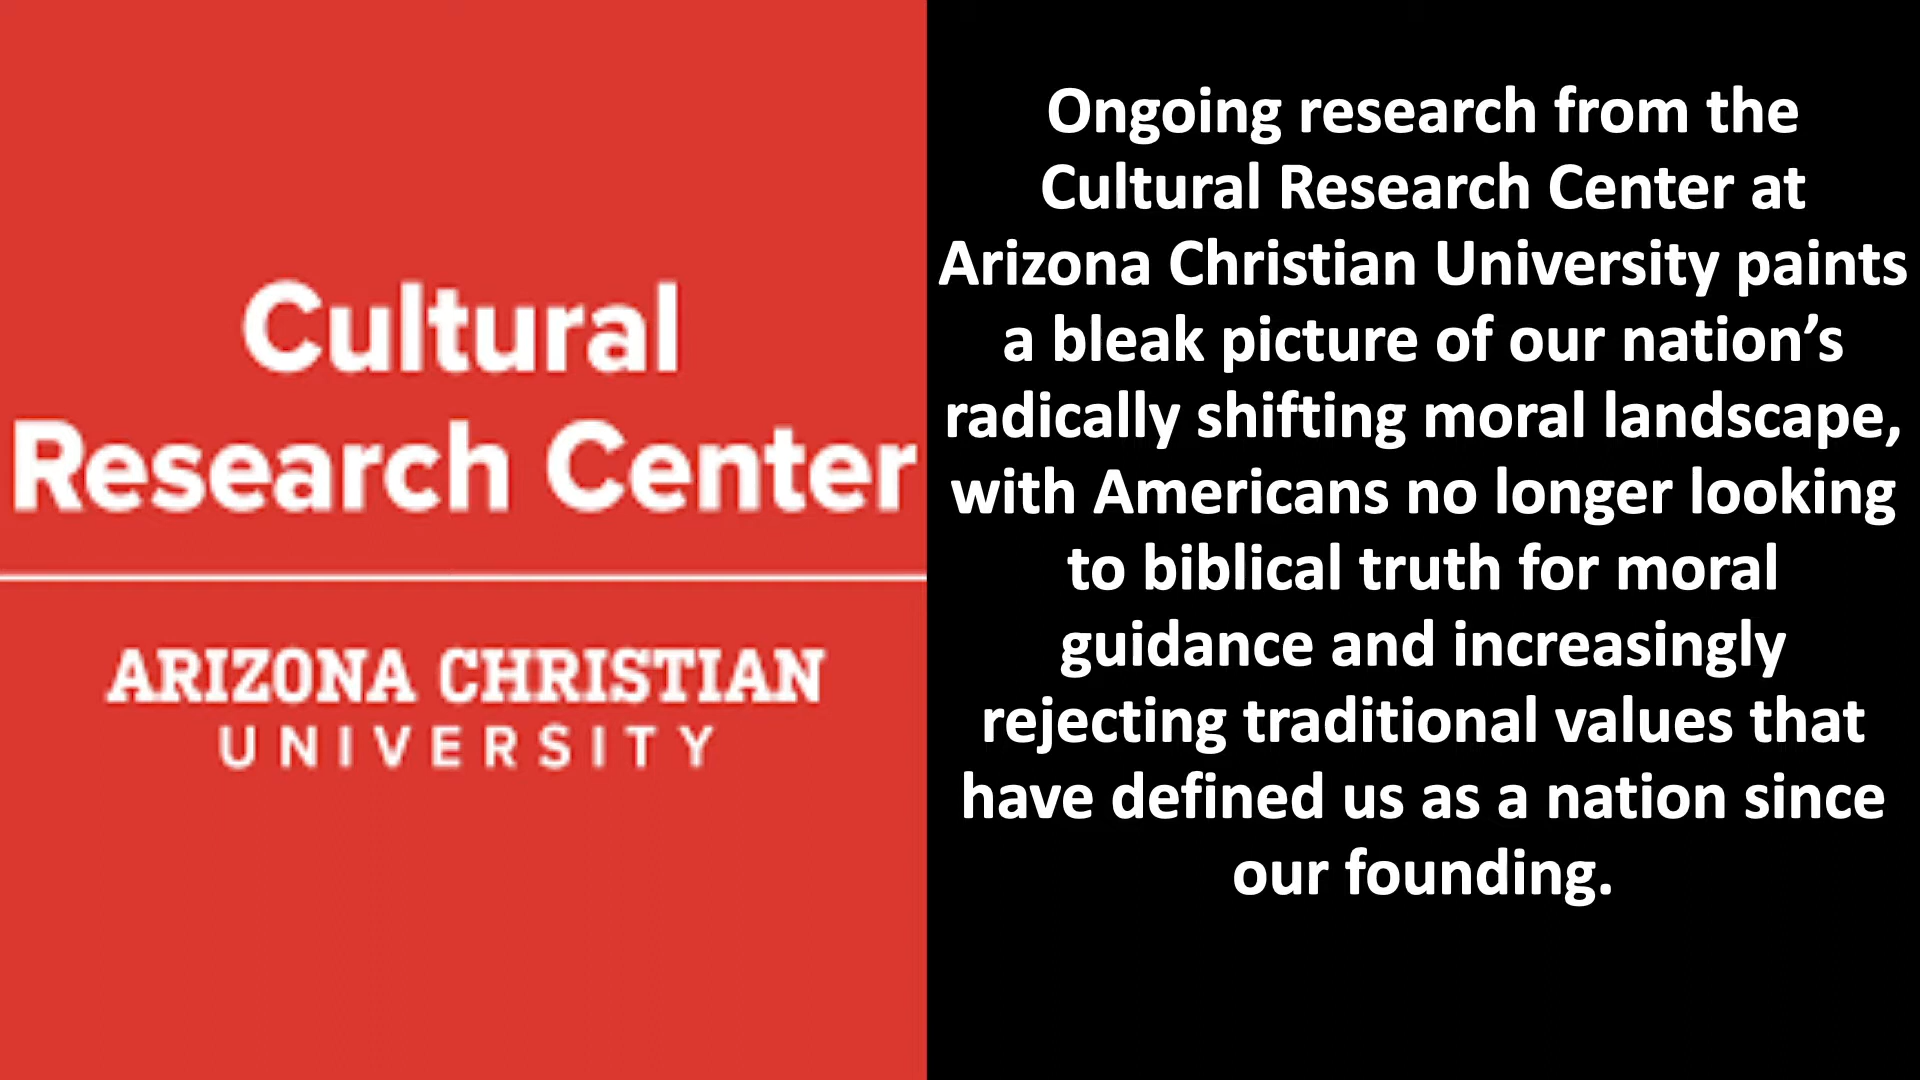 Cultural
Research Center
ARIZONA CHRISTIAN
UNIVERSITY
Ongoing research from the
Cultural Research Center at
Arizona Christian University paints
a bleak picture of our nation’s
radically shifting moral landscape,
with Americans no longer looking
to biblical truth for moral
guidance and increasingly
rejecting traditional values that
have defined us as a nation since
our founding.